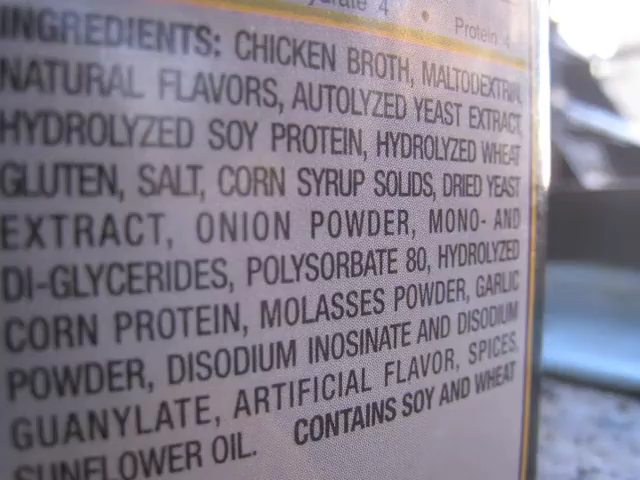 ydrate 4 • Protein 4
INGREDIENTS: CHICKEN BROTH, MALTODEXTRIN,
NATURAL FLAVORS, AUTOLYZED YEAST EXTRACT,
HYDROLYZED SOY PROTEIN, HYDROLYZED WHEAT
GLUTEN, SALT, CORN SYRUP SOLIDS, DRIED YEAST
EXTRACT, ONION POWDER, MONO- AND
DI-GLYCERIDES, POLYSORBATE 80, HYDROLYZED
CORN PROTEIN, MOLASSES POWDER, GARLIC
POWDER, DISODIUM INOSINATE AND DISODIUM
GUANYLATE, ARTIFICIAL FLAVOR, SPICES,
SUNFLOWER OIL. CONTAINS SOY AND WHEAT